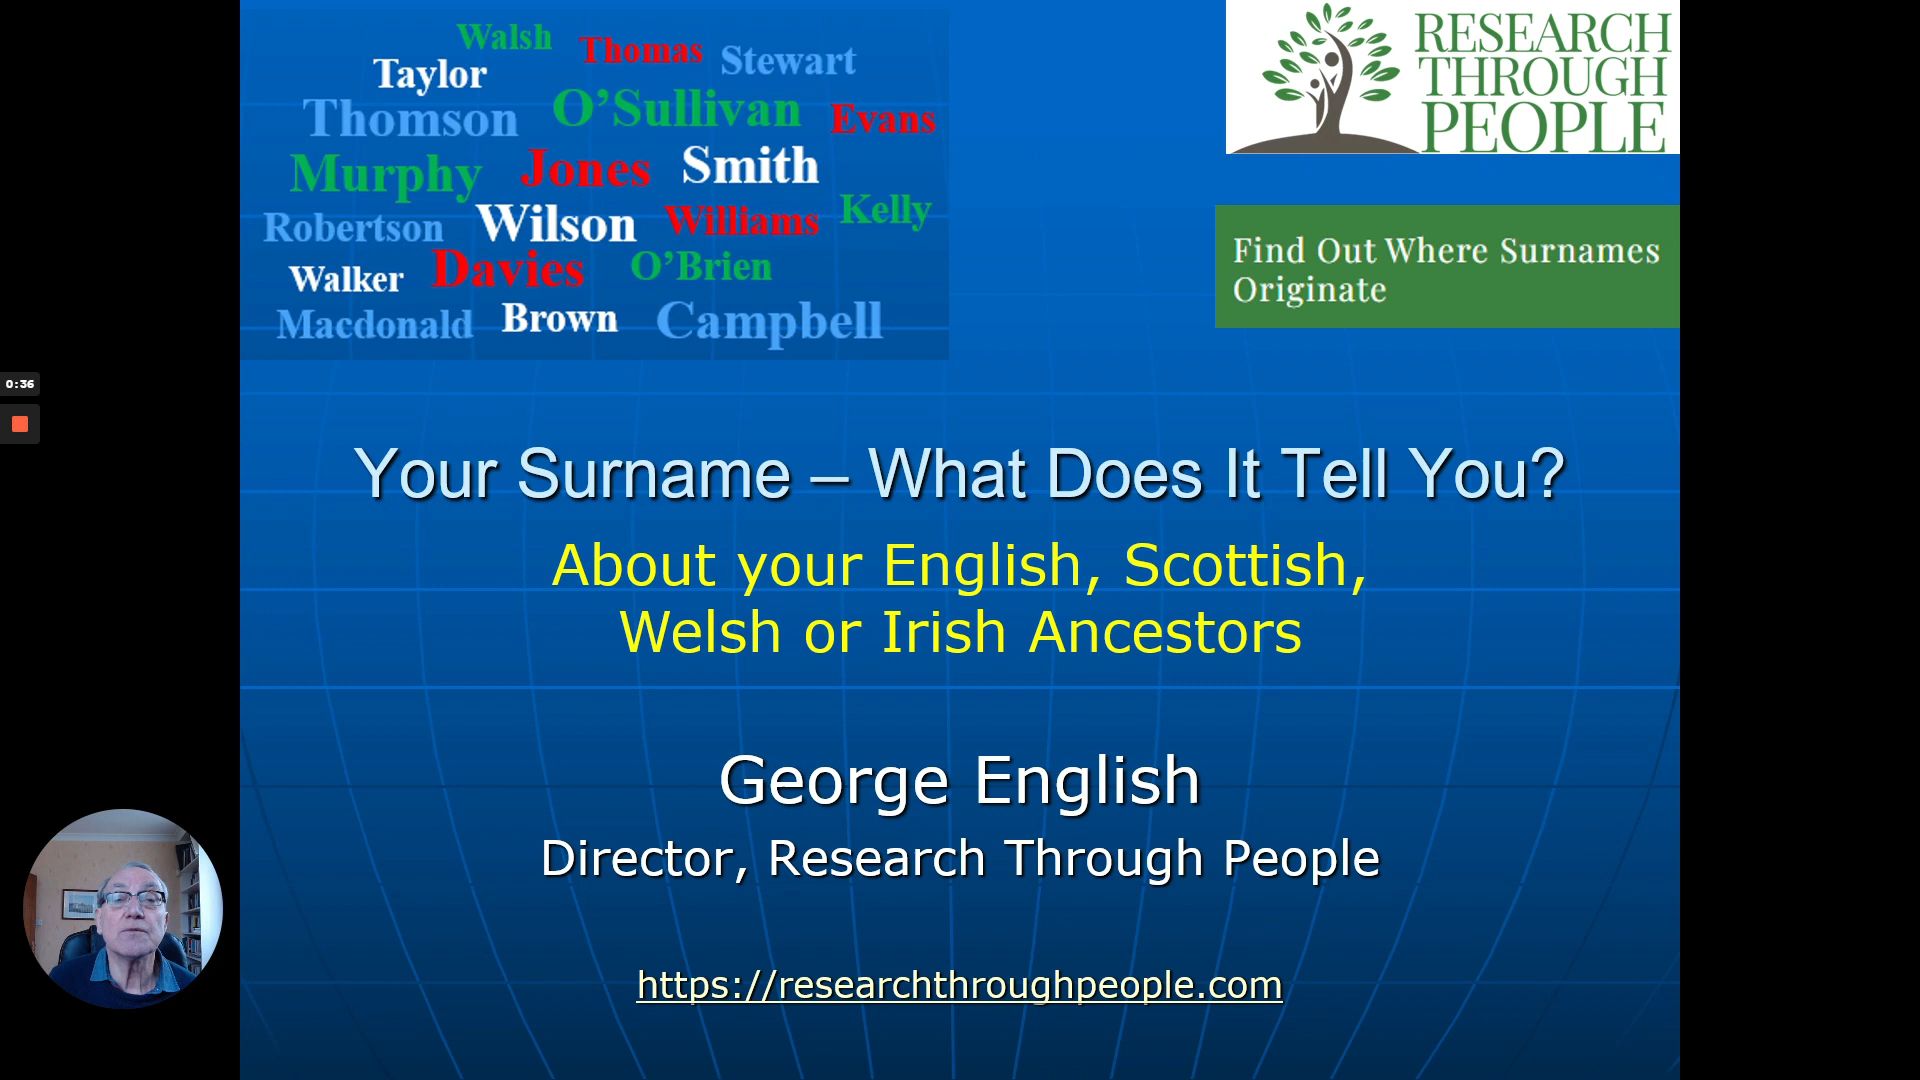 Walsh Thomas Stewart
Taylor
Thomson O’Sullivan Evans
Murphy Jones Smith
Robertson Wilson Williams Kelly
Walker Davies O’Brien
Macdonald Brown Campbell
RESEARCH
THROUGH
PEOPLE
Find Out Where Surnames
Originate
0:36
Your Surname – What Does It Tell You?
About your English, Scottish,
Welsh or Irish Ancestors
George English
Director, Research Through People
https://researchthroughpeople.com